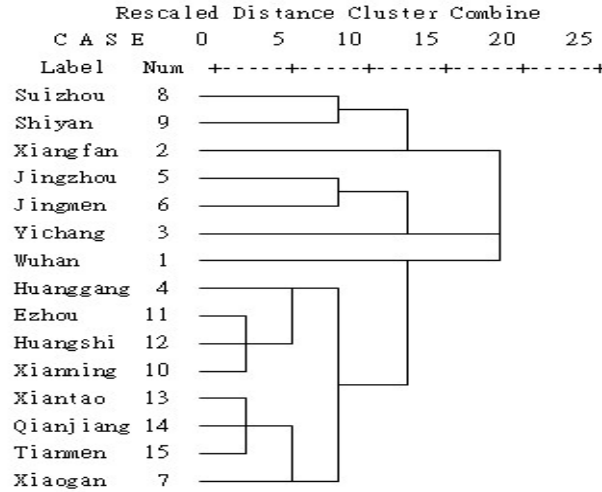 Rescaled Distance Cluster Combine
C A S E 0 5 10 15 20 25
Label Num +------+------+------+------+------+
Suizhou 8
Shiyan 9
Xiangfan 2
Jingzhou 5
Jingmen 6
Yichang 3
Wuhan 1
Huanggang 4
Ezhou 11
Huangshi 12
Xianning 10
Xiantao 13
Qianjiang 14
Tianmen 15
Xiaogan 7